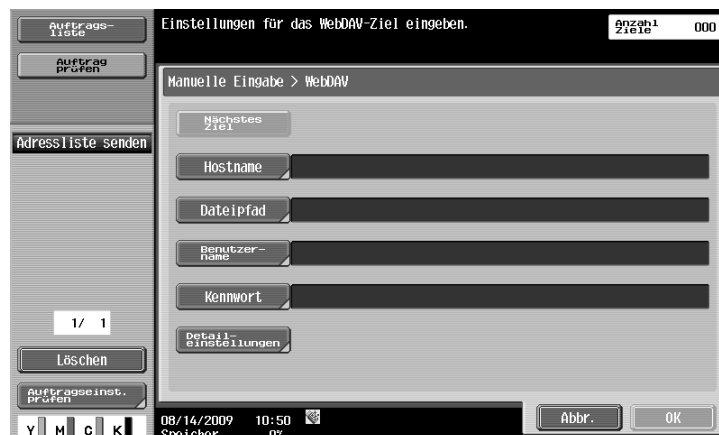 Auftrags-
liste
Einstellungen für das WebDAV-Ziel eingeben.
Anzahl
Ziele
000
Auftrag
prüfen
Manuelle Eingabe > WebDAV
Nächstes
Ziel
Adressliste senden
Hostname
Dateipfad
Benutzer-
name
Kennwort
1/ 1
Detail-
einstellungen
Löschen
Auftragseinst.
prüfen
Abbr.
OK
08/14/2009 10:50
Y M C K
Speicher 0%